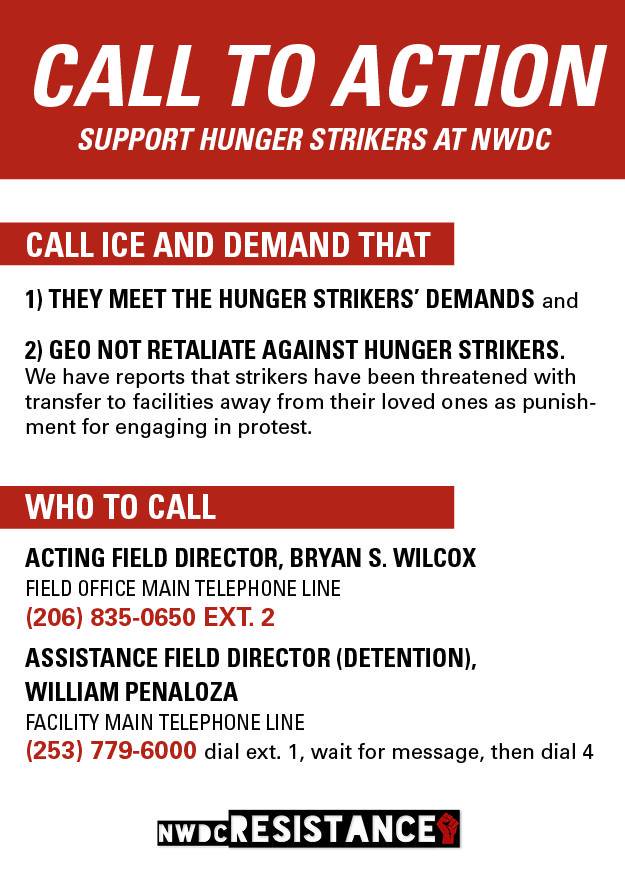 CALL TO ACTION
SUPPORT HUNGER STRIKERS AT NWDC
CALL ICE AND DEMAND THAT
1) THEY MEET THE HUNGER STRIKERS’ DEMANDS and
2) GEO NOT RETALIATE AGAINST HUNGER STRIKERS.
We have reports that strikers have been threatened with
transfer to facilities away from their loved ones as punish-
ment for engaging in protest.
WHO TO CALL
ACTING FIELD DIRECTOR, BRYAN S. WILCOX
FIELD OFFICE MAIN TELEPHONE LINE
(206) 835-0650 EXT. 2
ASSISTANCE FIELD DIRECTOR (DETENTION),
WILLIAM PENALOZA
FACILITY MAIN TELEPHONE LINE
(253) 779-6000 dial ext. 1, wait for message, then dial 4
NWDCRESISTANCE